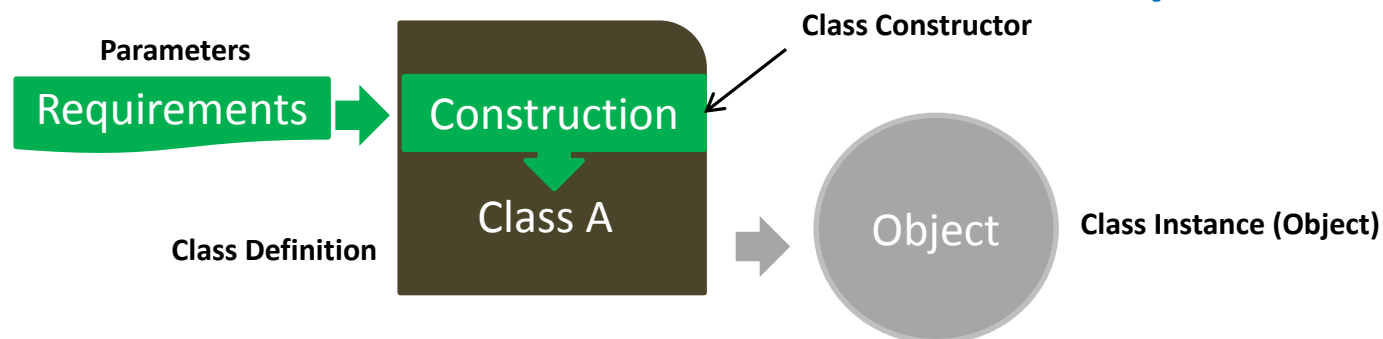 Class Constructor
Parameters
Requirements
Construction
Class A
Class Definition
Object
Class Instance (Object)